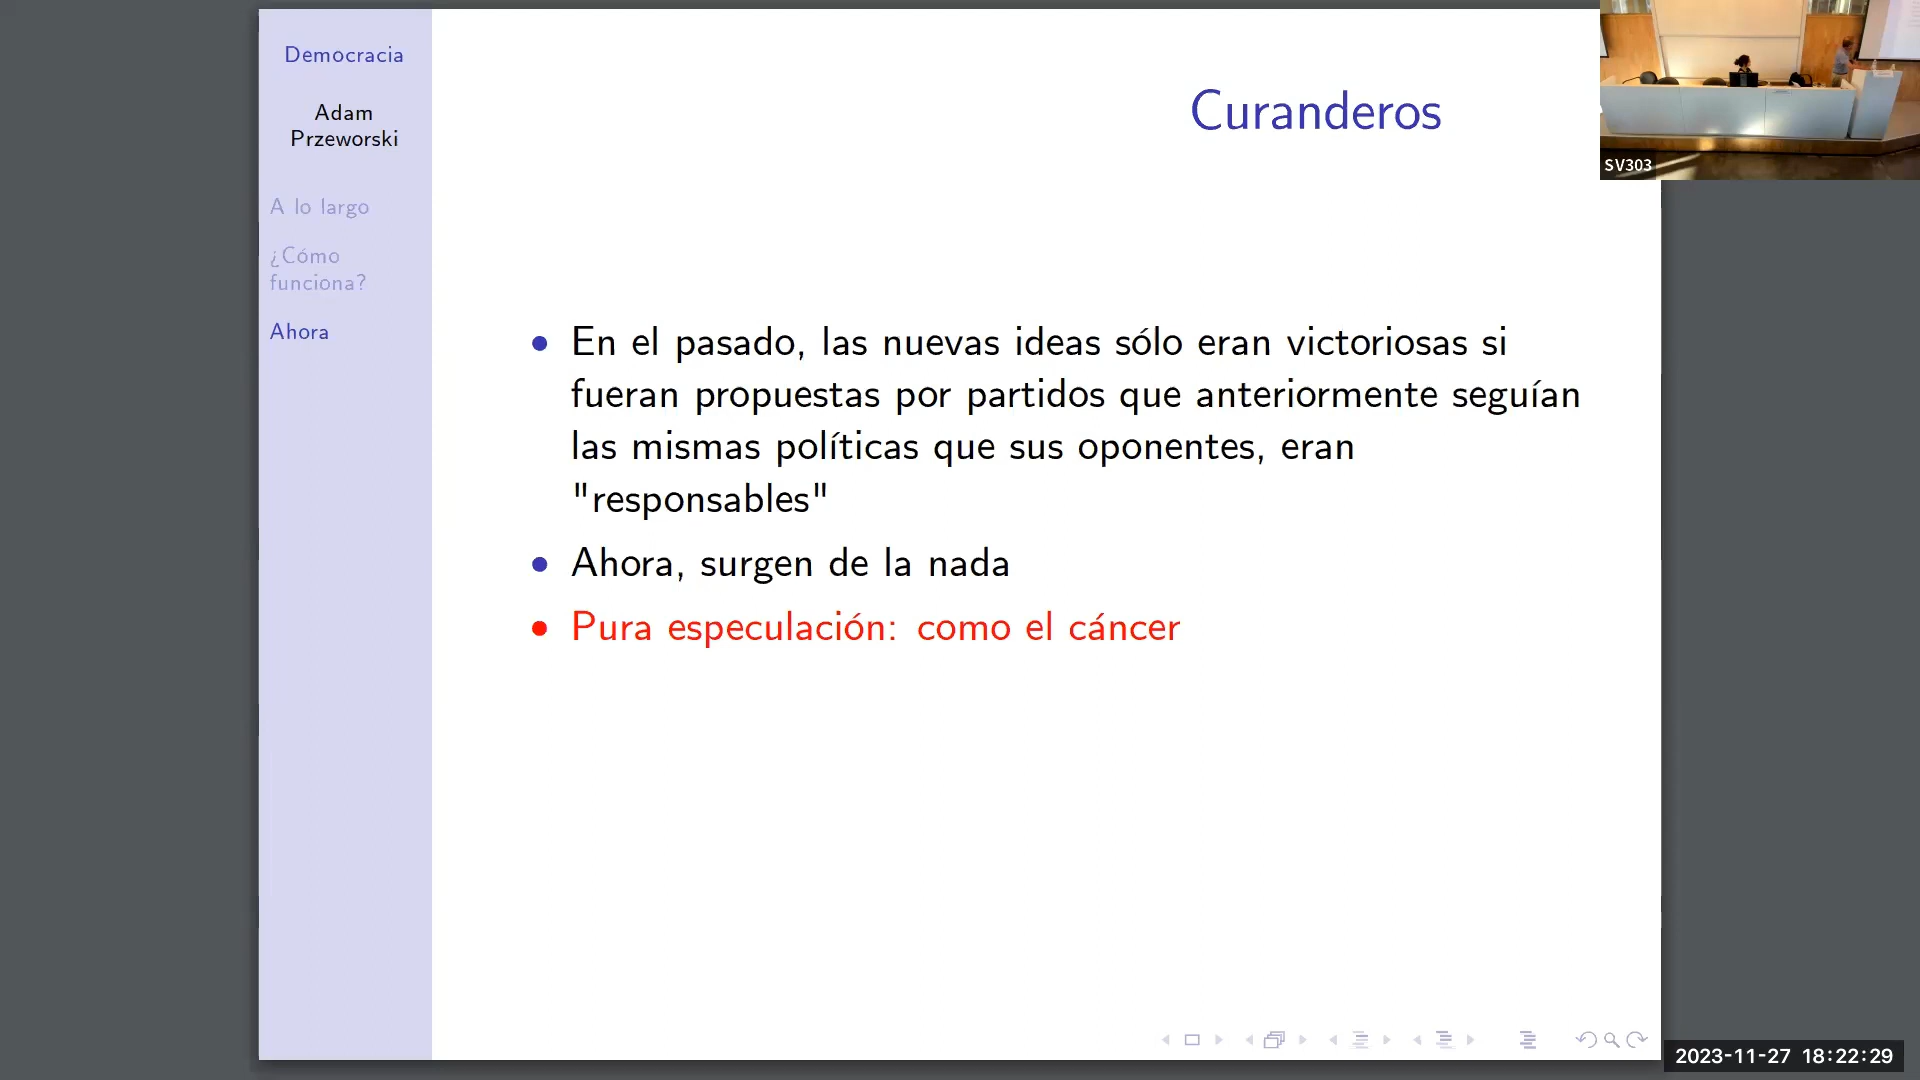 Democracia
Adam
Przeworski
A lo largo
¿Cómo
funciona?
Ahora
Curanderos
En el pasado, las nuevas ideas sólo eran victoriosas si
fueran propuestas por partidos que anteriormente seguían
las mismas políticas que sus oponentes, eran
"responsables"
Ahora, surgen de la nada
Pura especulación: como el cáncer
SV303
2023-11-27 18:22:29